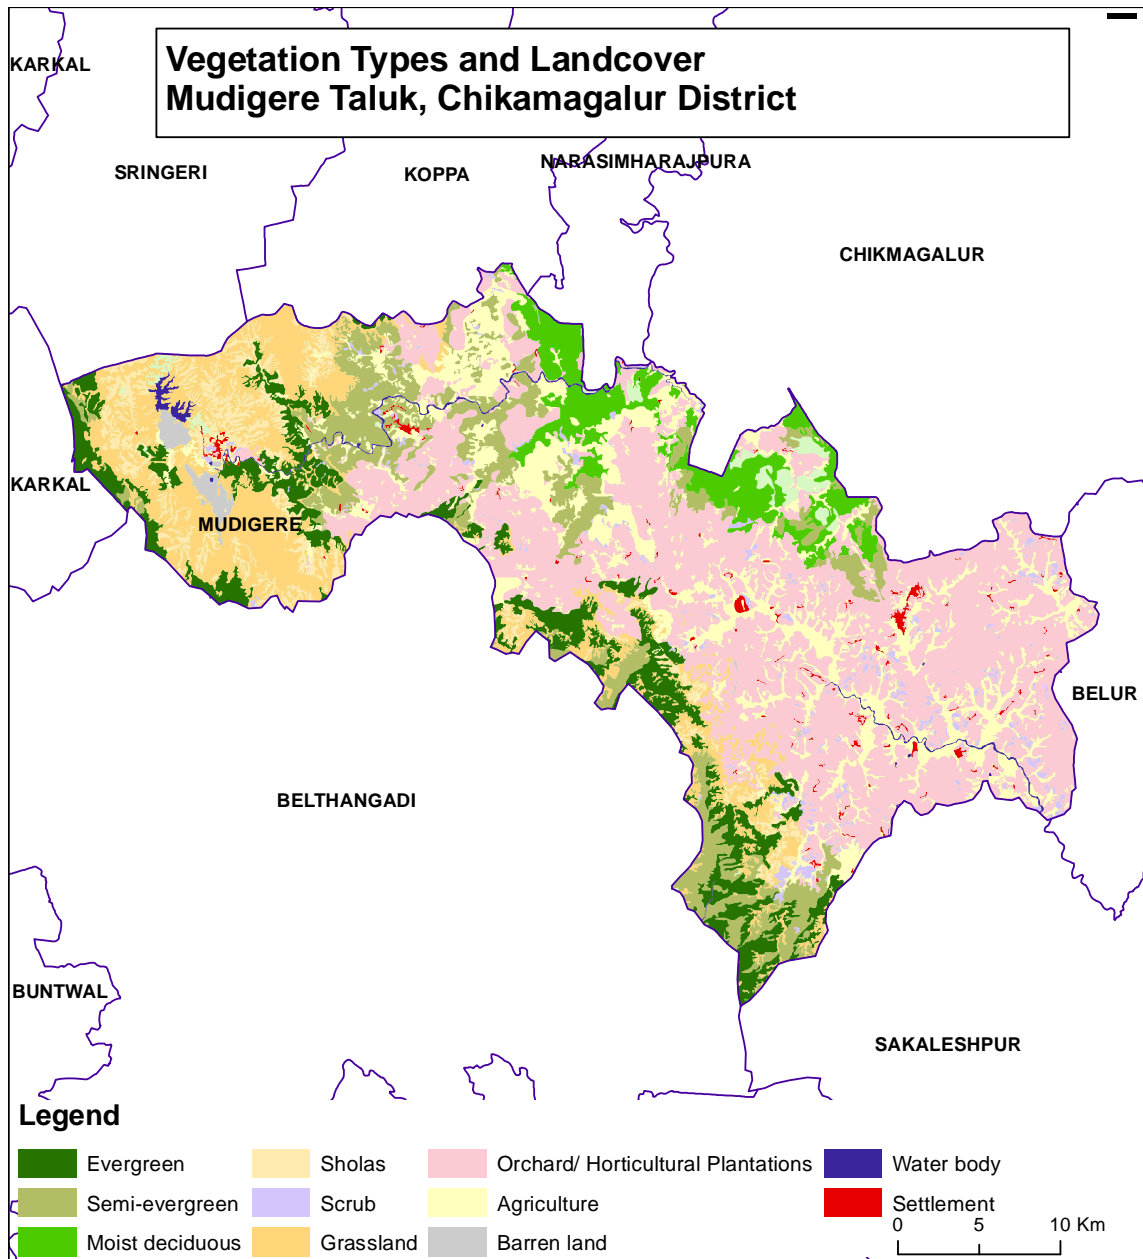 Vegetation Types and Landcover
Mudigere Taluk, Chikamagalur District
KARKAL
SRINGERI
KOPPA
NARASIMHARAJPURA
CHIKMAGALUR
KARKAL
MUDIGERE
BELUR
BELTHANGADI
BUNTWAL
SAKALESHPUR
Legend
Evergreen
Semi-evergreen
Moist deciduous
Sholas
Scrub
Grassland
Orchard/ Horticultural Plantations
Agriculture
Barren land
Water body
Settlement
0 5 10 Km